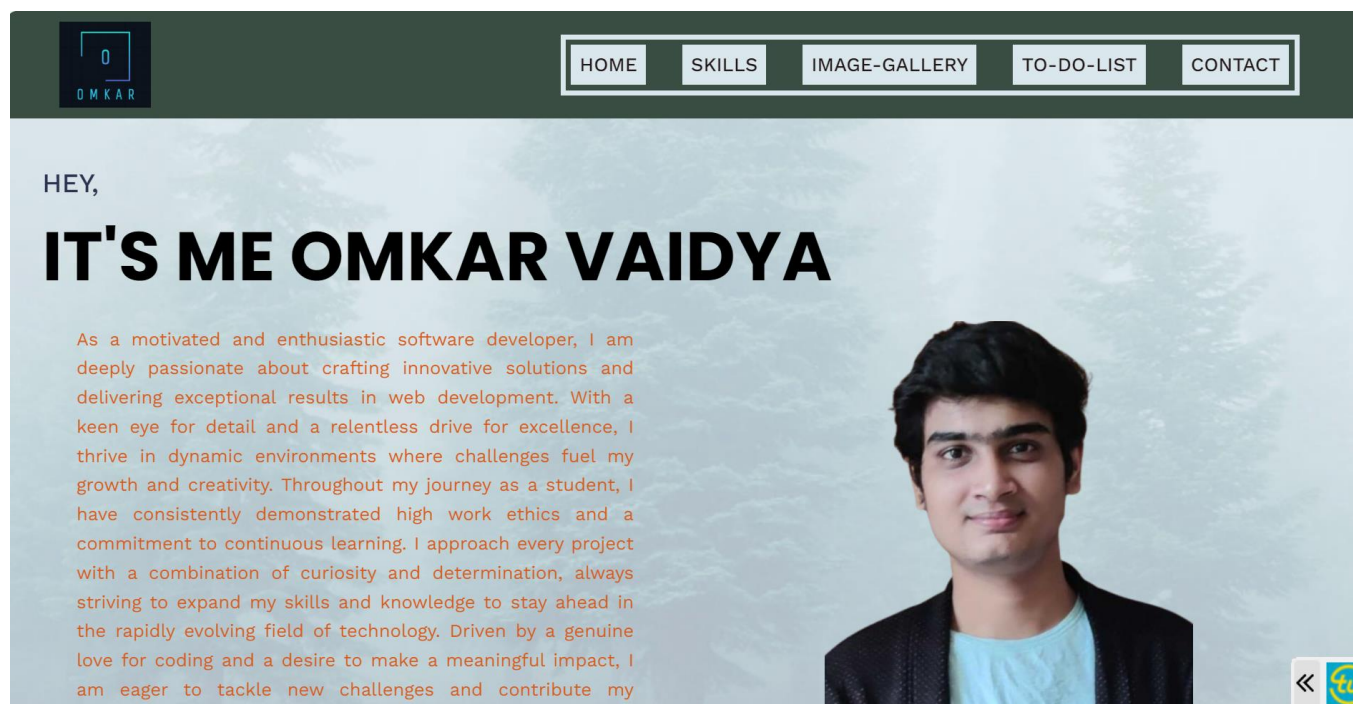 O
OMKAR
HOME SKILLS IMAGE-GALLERY TO-DO-LIST CONTACT
HEY,
IT'S ME OMKAR VAIDYA
As a motivated and enthusiastic software developer, I am
deeply passionate about crafting innovative solutions and
delivering exceptional results in web development. With a
keen eye for detail and a relentless drive for excellence, I
thrive in dynamic environments where challenges fuel my
growth and creativity. Throughout my journey as a student, I
have consistently demonstrated high work ethics and a
commitment to continuous learning. I approach every project
with a combination of curiosity and determination, always
striving to expand my skills and knowledge to stay ahead in
the rapidly evolving field of technology. Driven by a genuine
love for coding and a desire to make a meaningful impact, I
am eager to tackle new challenges and contribute my